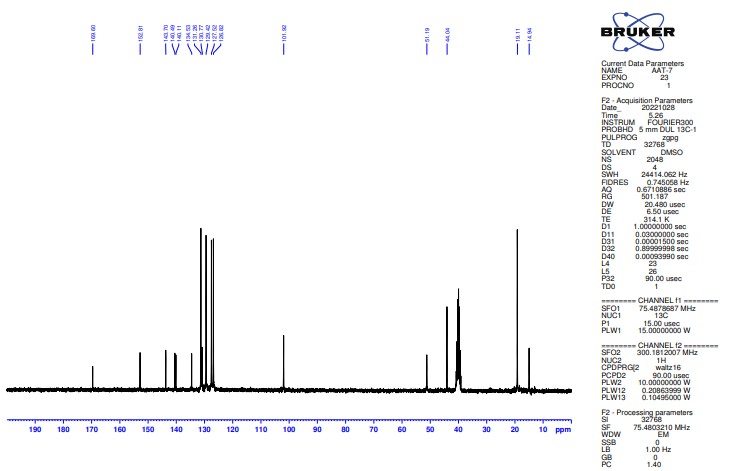 169.60
152.81
143.70
140.49
140.11
134.53
131.26
130.77
129.42
127.52
126.82
101.92
51.19
44.04
19.11
14.94
190 180 170 160 150 140 130 120 110 100 90 80 70 60 50 40 30 20 10 ppm
BRUKER
Current Data Parameters
NAME AAT-7
EXPNO 23
PROCNO 1
F2 - Acquisition Parameters
Date_ 20221028
Time 5.26
INSTRUM FOURIER300
PROBHD 5 mm DUL 13C-1
PULPROG zgpg
TD 32768
SOLVENT DMSO
NS 2048
DS 4
SWH 24414.062 Hz
FIDRES 0.745058 Hz
AQ 0.6710886 sec
RG 501.187
DW 20.480 usec
DE 6.50 usec
TE 314.1 K
D1 1.00000000 sec
D11 0.03000000 sec
D31 0.00001500 sec
D32 0.89999998 sec
D40 0.00093990 sec
L4 23
L5 26
P32 90.00 usec
TD0 1
======== CHANNEL f1 ========
SFO1 75.4878687 MHz
NUC1 13C
P1 15.00 usec
PLW1 15.00000000 W
======== CHANNEL f2 ========
SFO2 300.1812007 MHz
NUC2 1H
CPDPRG[2 waltz16
PCPD2 90.00 usec
PLW2 10.00000000 W
PLW12 0.20863999 W
PLW13 0.10495000 W
F2 - Processing parameters
SI 32768
SF 75.4803210 MHz
WDW EM
SSB 0
LB 1.00 Hz
GB 0
PC 1.40